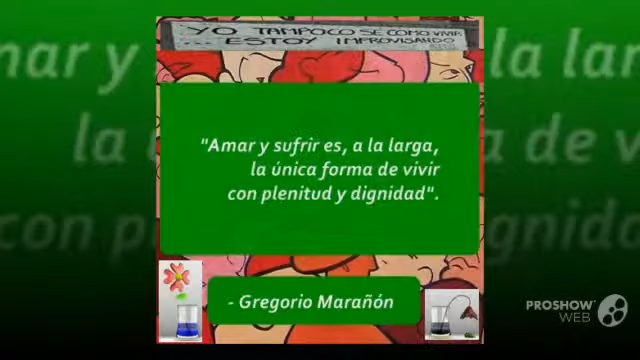 YO TAMPOCO SE COMO VIVIR
... ESTOY IMPROVISANDO
"Amar y sufrir es, a la larga,
la única forma de vivir
con plenitud y dignidad".
- Gregorio Marañón
PROSHOW
WEB